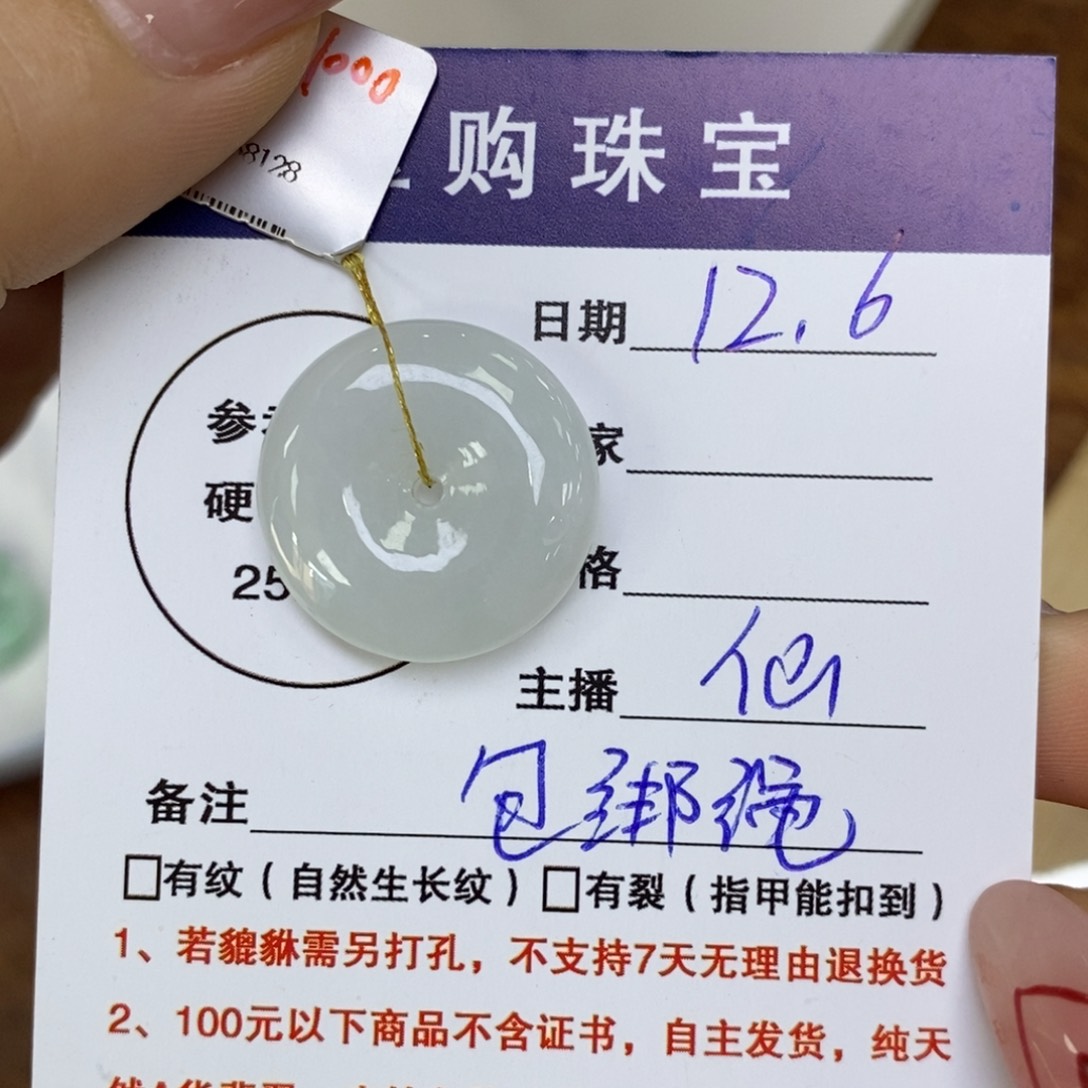 1000
8128
购珠宝
日期 12.6
家
格
硬
25
主播 仙
备注 包绑绳
□有纹（自然生长纹）□有裂（指甲能扣到）
1、若貔貅需另打孔，不支持7天无理由退换货
2、100元以下商品不含证书，自主发货，纯天